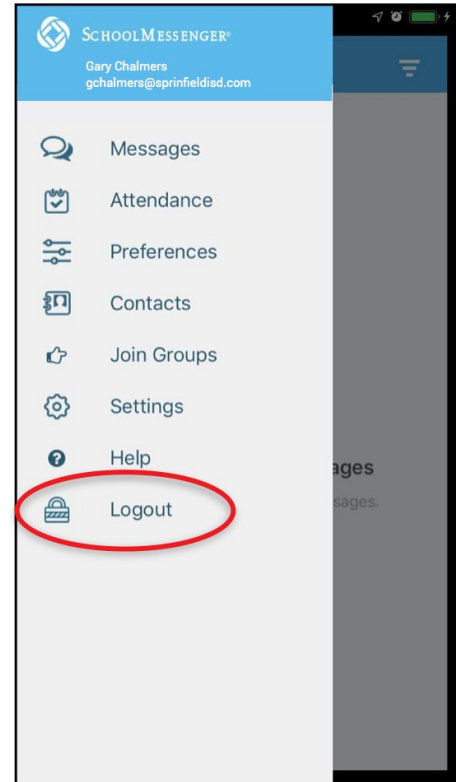 SCHOOLMESSENGER®
Gary Chalmers
gchalmers@sprinfieldisd.com
Messages
Attendance
Preferences
Contacts
Join Groups
Settings
Help
ages
Logout
sages.